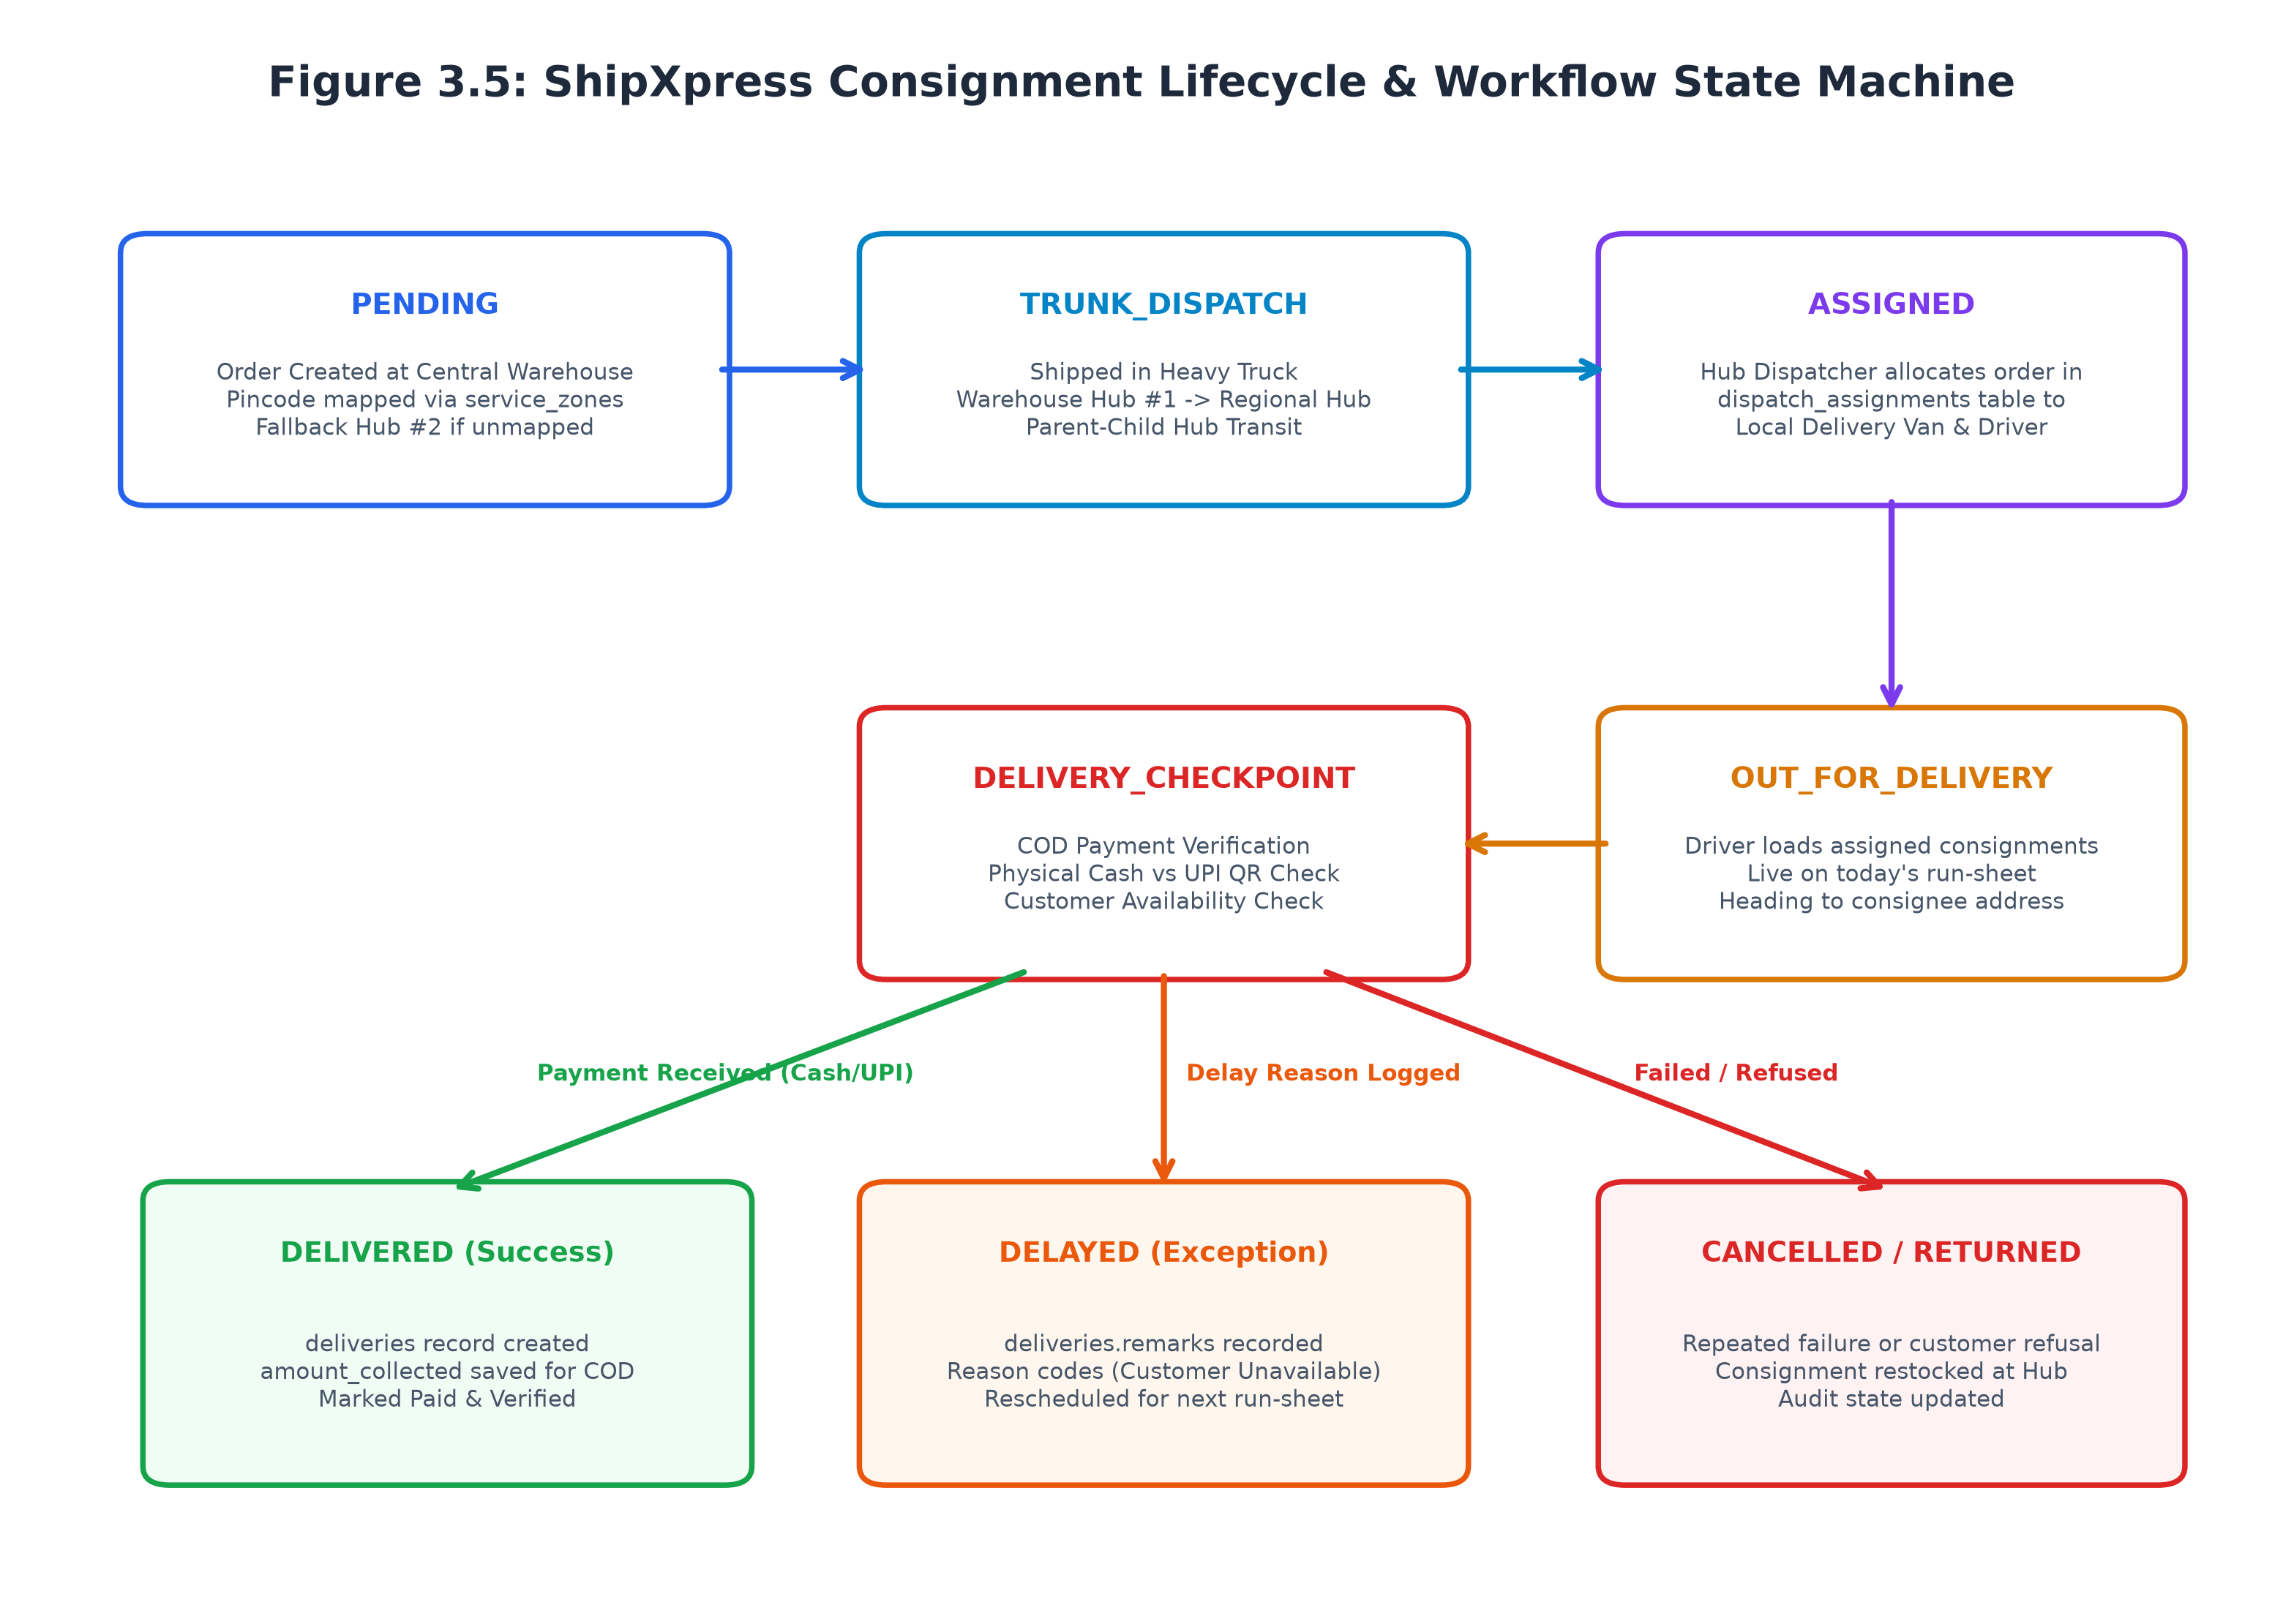 Figure 3.5: ShipXpress Consignment Lifecycle & Workflow State Machine
PENDING
Order Created at Central Warehouse
Pincode mapped via service_zones
Fallback Hub #2 if unmapped
TRUNK_DISPATCH
Shipped in Heavy Truck
Warehouse Hub #1 -> Regional Hub
Parent-Child Hub Transit
ASSIGNED
Hub Dispatcher allocates order in
dispatch_assignments table to
Local Delivery Van & Driver
DELIVERY_CHECKPOINT
COD Payment Verification
Physical Cash vs UPI QR Check
Customer Availability Check
OUT_FOR_DELIVERY
Driver loads assigned consignments
Live on today's run-sheet
Heading to consignee address
Payment Received (Cash/UPI)
Delay Reason Logged
Failed / Refused
DELIVERED (Success)
deliveries record created
amount_collected saved for COD
Marked Paid & Verified
DELAYED (Exception)
deliveries.remarks recorded
Reason codes (Customer Unavailable)
Rescheduled for next run-sheet
CANCELLED / RETURNED
Repeated failure or customer refusal
Consignment restocked at Hub
Audit state updated